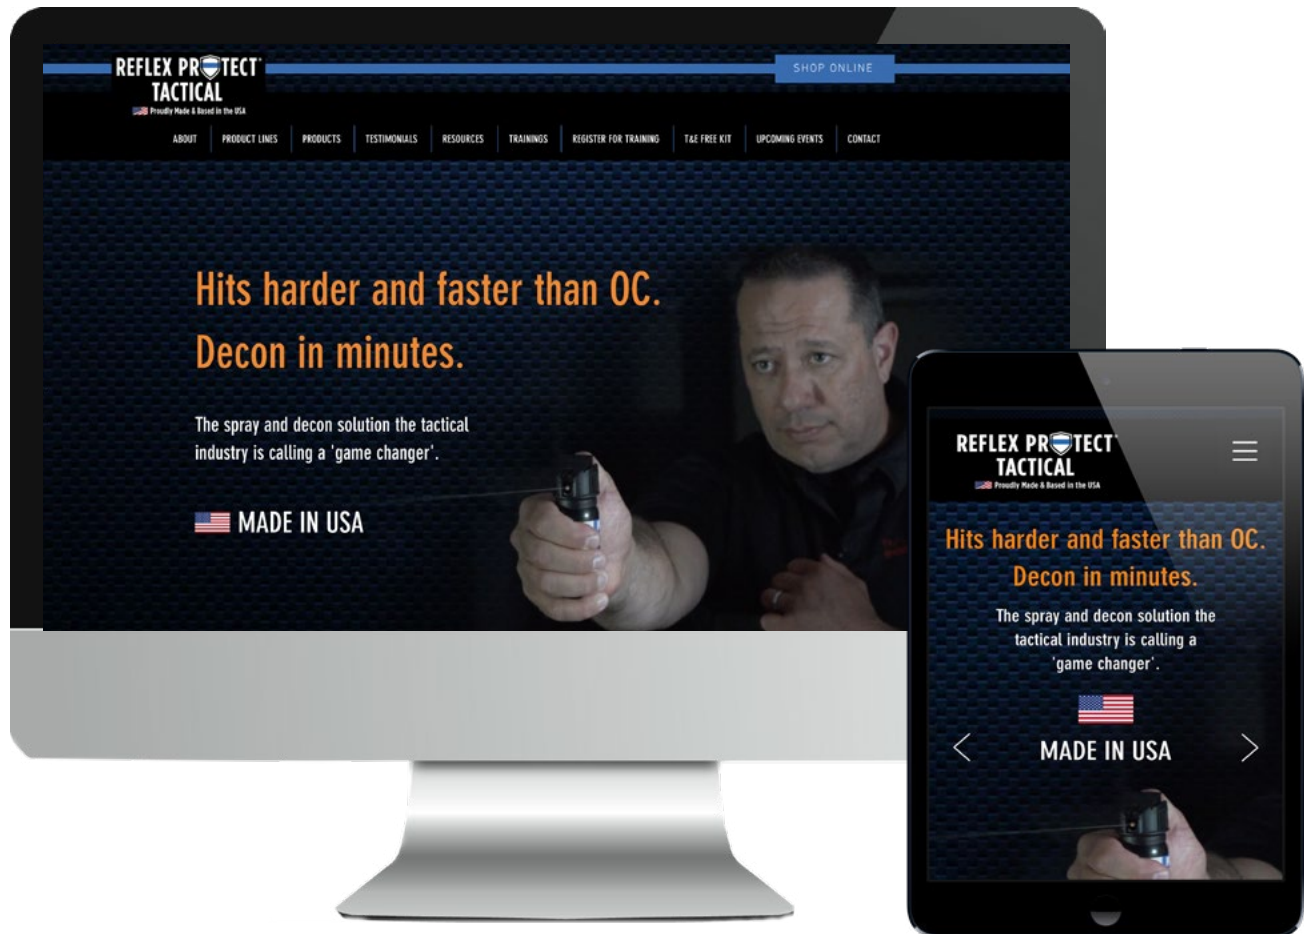 REFLEX PROTECT
TACTICAL
Proudly Made & Based in the USA
SHOP ONLINE
ABOUT PRODUCT LINES PRODUCTS TESTIMONIALS RESOURCES TRAININGS REGISTER FOR TRAINING T&E FREE KIT UPCOMING EVENTS CONTACT
Hits harder and faster than OC.
Decon in minutes.
The spray and decon solution the tactical
industry is calling a 'game changer'.
MADE IN USA
REFLEX PROTECT
TACTICAL
Proudly Made & Based in the USA
Hits harder and faster than OC.
Decon in minutes.
The spray and decon solution the
tactical industry is calling a
'game changer'.
MADE IN USA